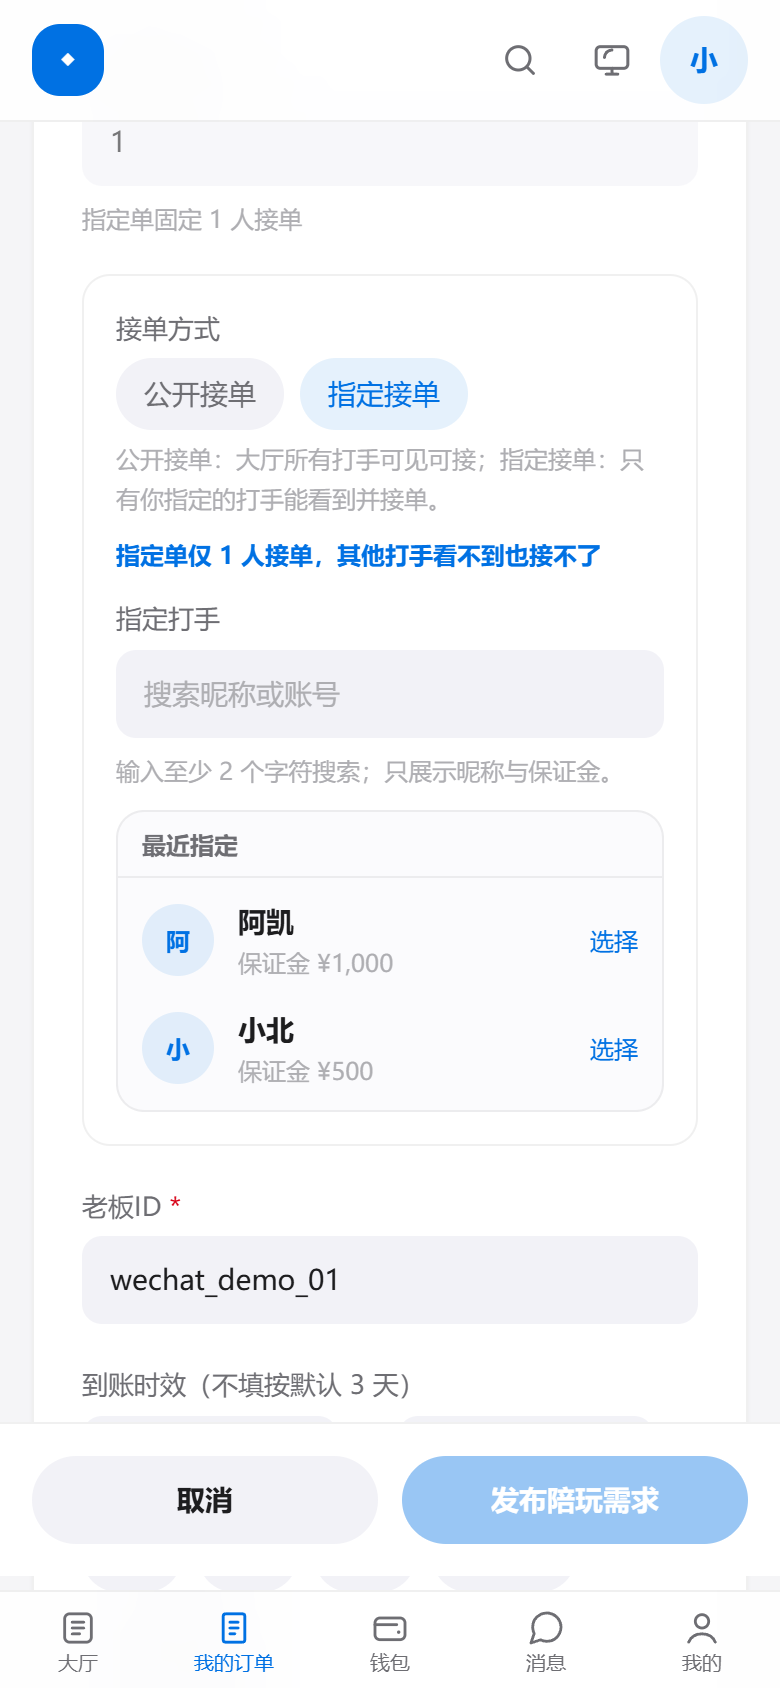 小
1
指定单固定 1 人接单
接单方式
公开接单
指定接单
公开接单：大厅所有打手可见可接；指定接单：只
有你指定的打手能看到并接单。
指定单仅 1 人接单，其他打手看不到也接不了
指定打手
搜索昵称或账号
输入至少 2 个字符搜索；只展示昵称与保证金。
最近指定
阿
阿凯
保证金 ¥1,000
选择
小
小北
保证金 ¥500
选择
老板ID *
wechat_demo_01
到账时效（不填按默认 3 天）
取消
发布陪玩需求
大厅
我的订单
钱包
消息
我的